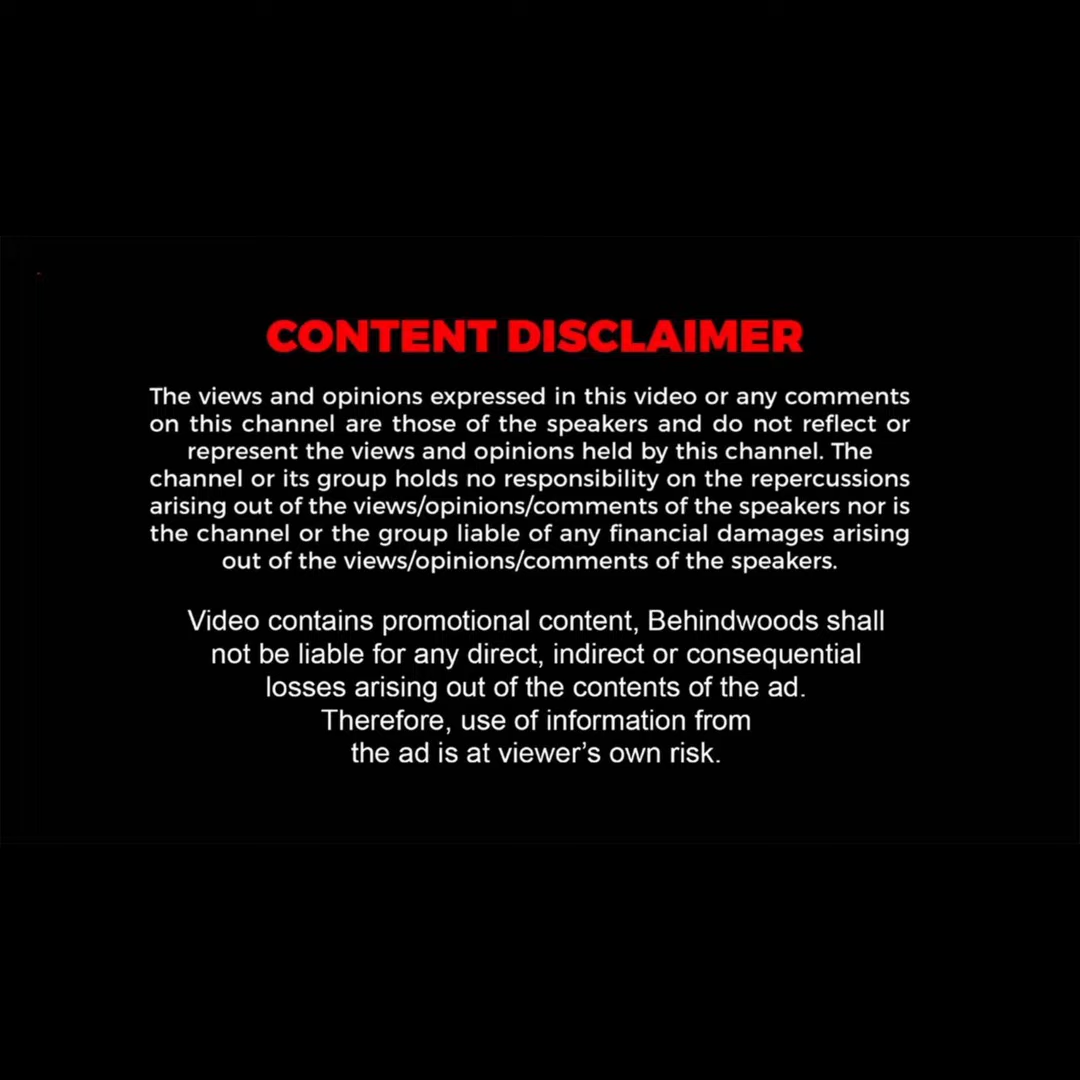 CONTENT DISCLAIMER
The views and opinions expressed in this video or any comments
on this channel are those of the speakers and do not reflect or
represent the views and opinions held by this channel. The
channel or its group holds no responsibility on the repercussions
arising out of the views/opinions/comments of the speakers nor is
the channel or the group liable of any financial damages arising
out of the views/opinions/comments of the speakers.
Video contains promotional content, Behindwoods shall
not be liable for any direct, indirect or consequential
losses arising out of the contents of the ad.
Therefore, use of information from
the ad is at viewer’s own risk.